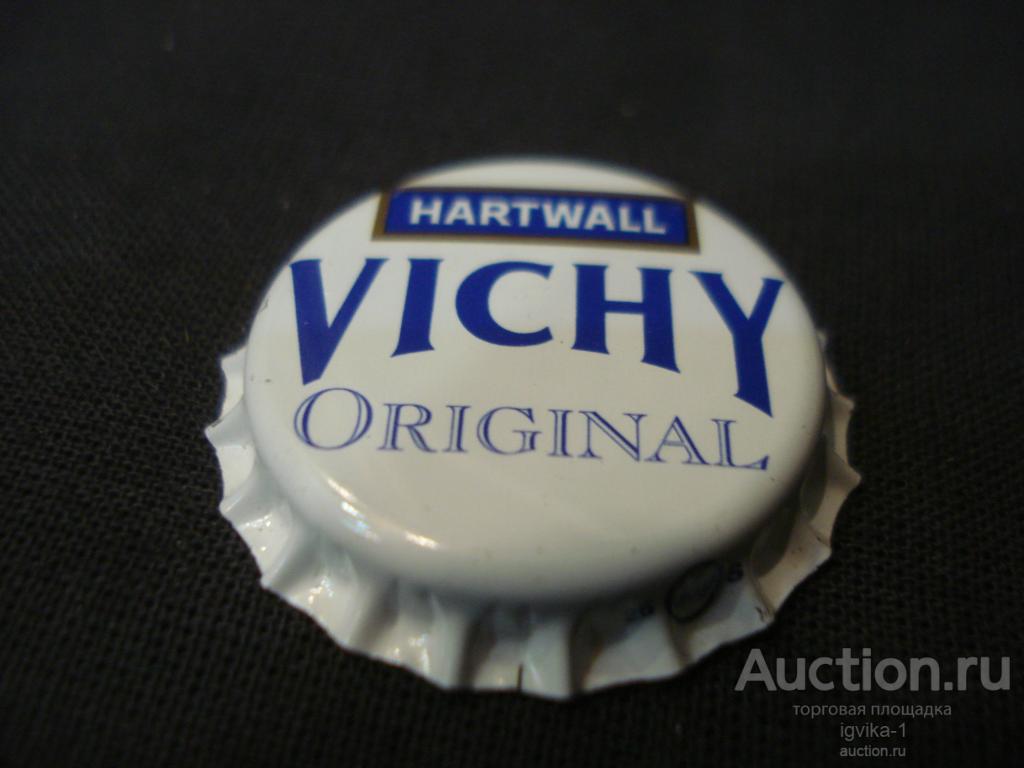 HARTWALL
VICHY
ORIGINAL
Auction.ru
торговая площадка
igvika-1
auction.ru